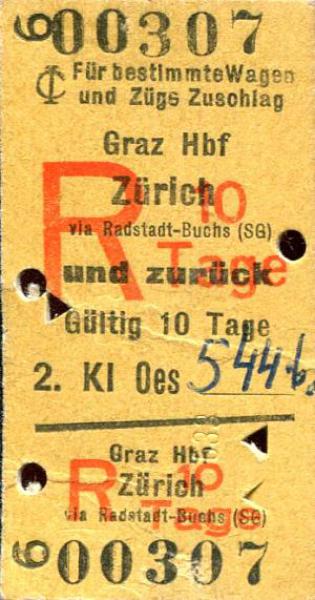 00307
Für bestimmte Wagen
und Züge Zuschlag
Graz Hbf
Zürich
via Radstadt-Buchs (SG)
R 10 Tage
und zurück
Gültig 10 Tage
2. Kl Oes 544
Graz Hbf
Zürich
via Radstadt-Buchs (SG)
R 10 Tage
00307